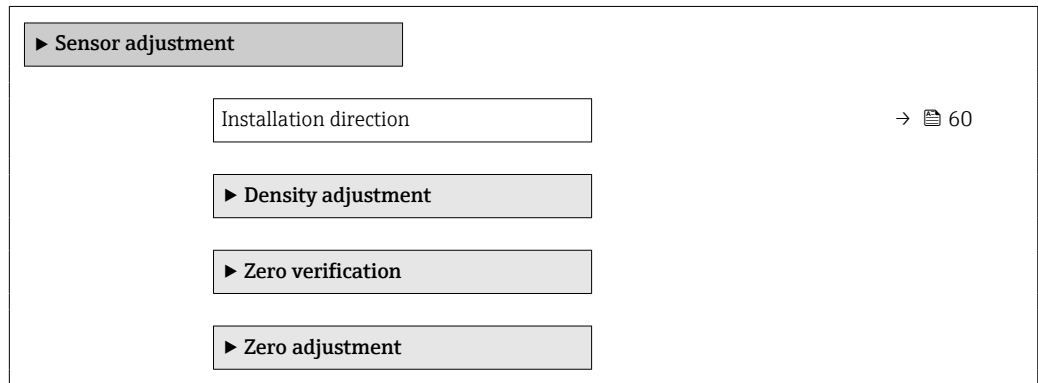 ▶ Sensor adjustment
Installation direction → 60
▶ Density adjustment
▶ Zero verification
▶ Zero adjustment